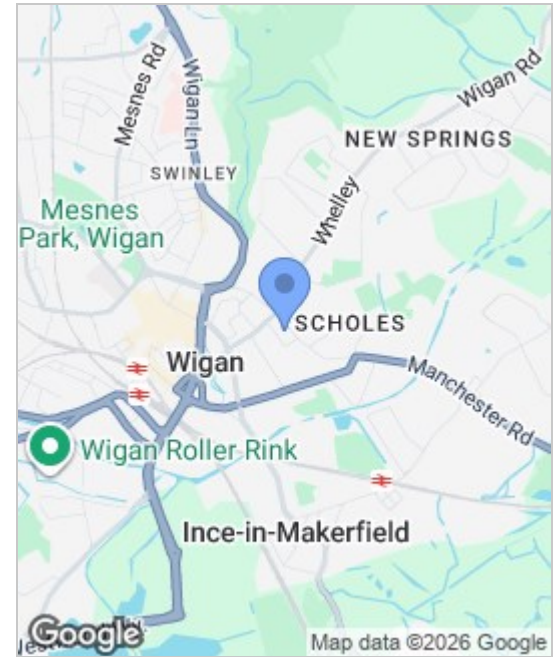 Mesnes Rd
Wigan Ln
Wigan Rd
NEW SPRINGS
SWINLEY
Whelley
Mesnes
Park, Wigan
SCHOLES
Wigan
Manchester Rd
Wigan Roller Rink
Ince-in-Makerfield
Google
Map data ©2026 Google